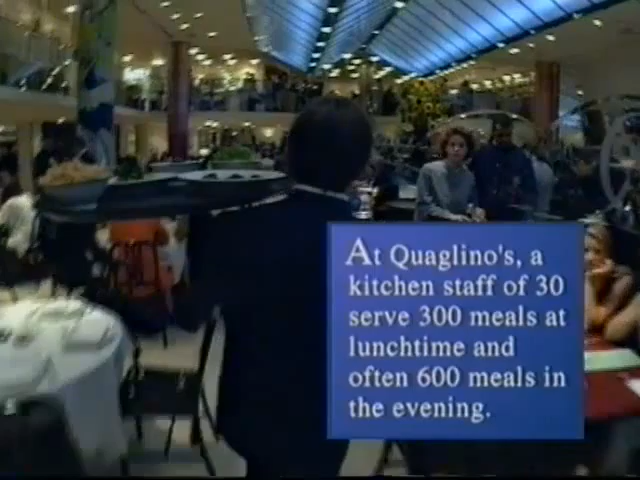 At Quaglino's, a
kitchen staff of 30
serve 300 meals at
lunchtime and
often 600 meals in
the evening.